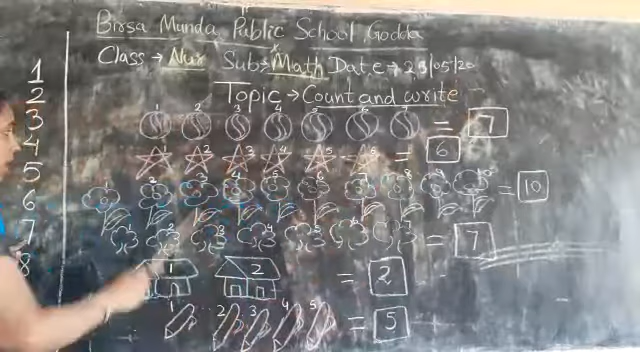 Birsa Munda Public School, Godda
Class → Nur Sub → Math Date → 23/05/20
Topic → Count and write
1
2
3
4
5
6
7
8
1 2 3 4 5 6 7 = 7
1 2 3 4 5 6 = 6
1 2 3 4 5 6 7 8 9 10 = 10
1 2 3 4 5 6 7 = 7
1 2 = 2
1 2 3 4 5 = 5